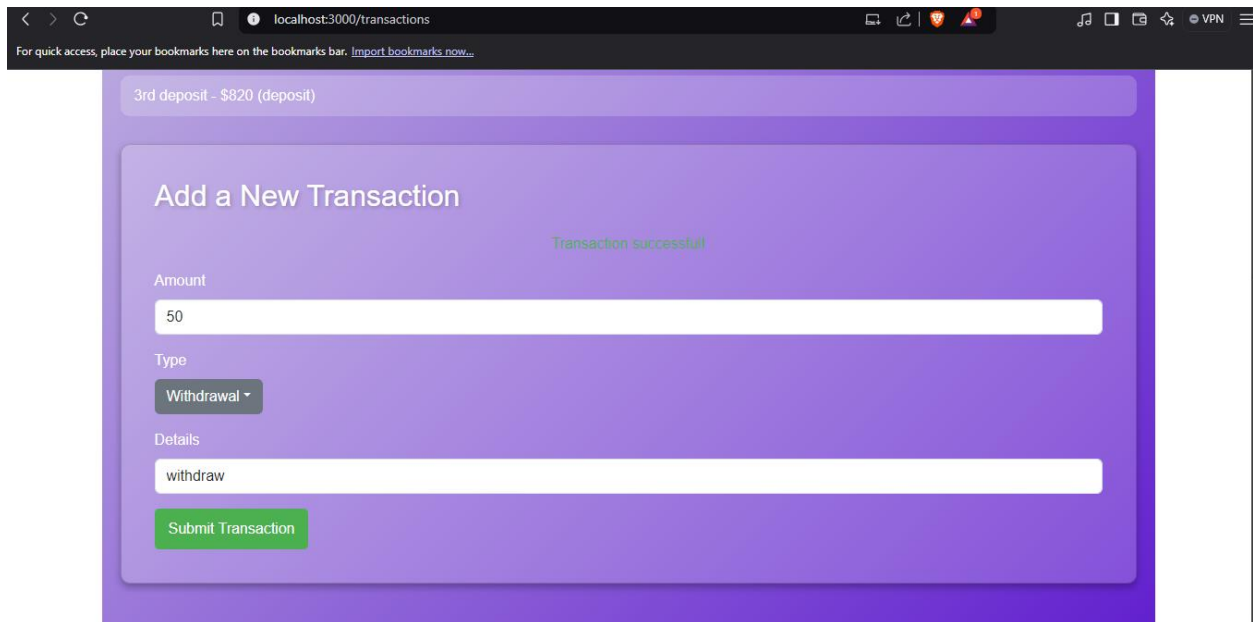 localhost:3000/transactions
VPN
For quick access, place your bookmarks here on the bookmarks bar. Import bookmarks now...
3rd deposit - $820 (deposit)
Add a New Transaction
Transaction successful!
Amount
50
Type
Withdrawal
Details
withdraw
Submit Transaction